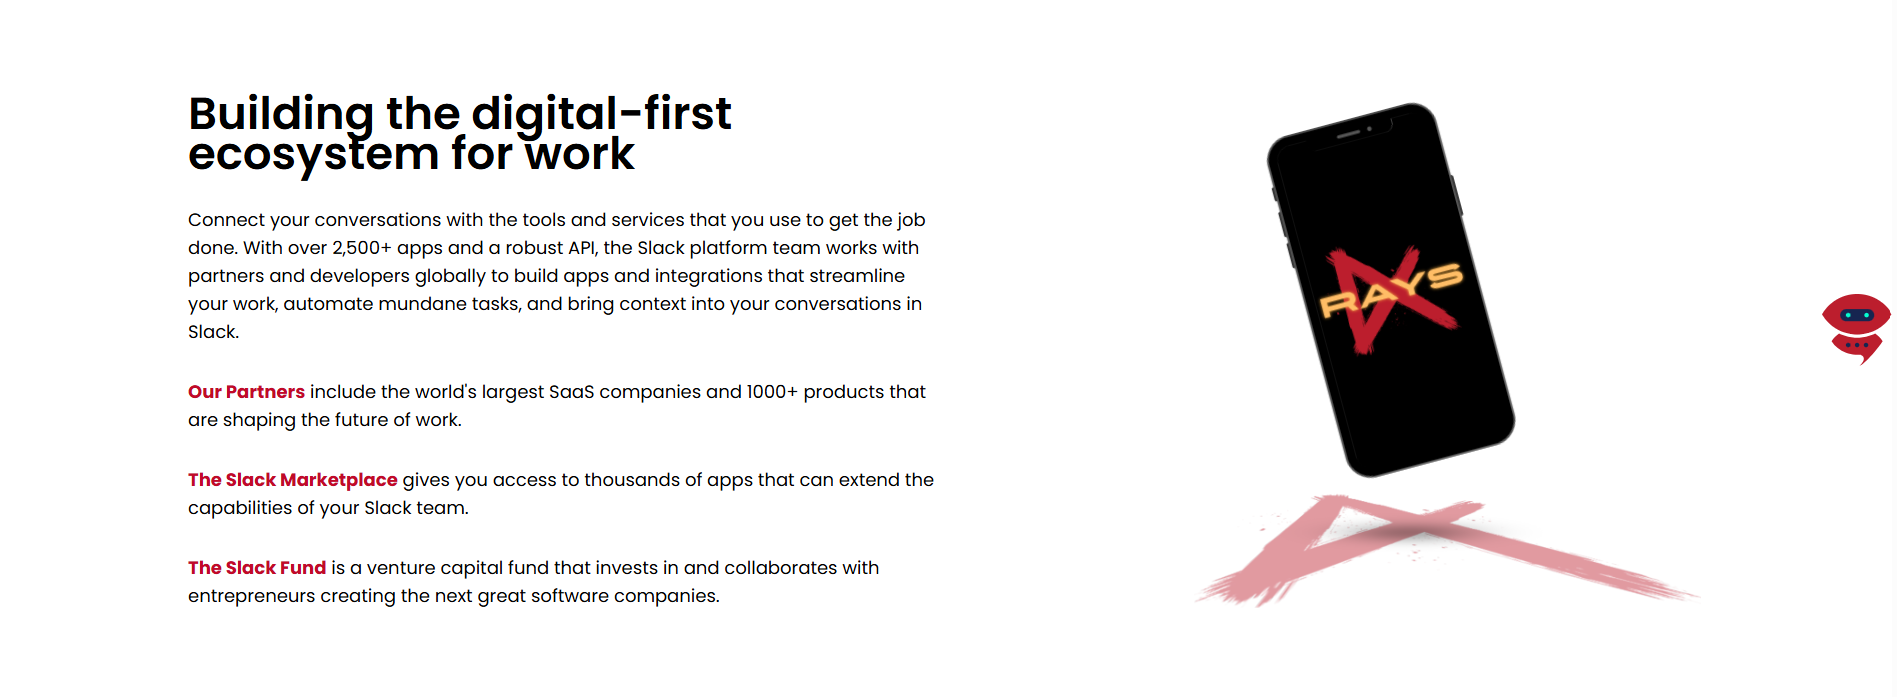 Building the digital-first
ecosystem for work
Connect your conversations with the tools and services that you use to get the job
done. With over 2,500+ apps and a robust API, the Slack platform team works with
partners and developers globally to build apps and integrations that streamline
your work, automate mundane tasks, and bring context into your conversations in
Slack.
Our Partners include the world's largest SaaS companies and 1000+ products that
are shaping the future of work.
The Slack Marketplace gives you access to thousands of apps that can extend the
capabilities of your Slack team.
The Slack Fund is a venture capital fund that invests in and collaborates with
entrepreneurs creating the next great software companies.
RAYS